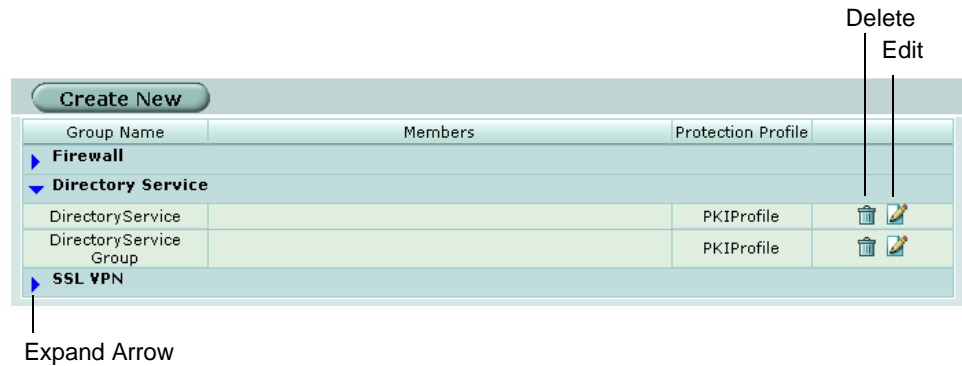 Delete
Edit
Create New
Group Name Members Protection Profile
Firewall
Directory Service
DirectoryService PKIProfile
DirectoryService
Group PKIProfile
SSL VPN
Expand Arrow